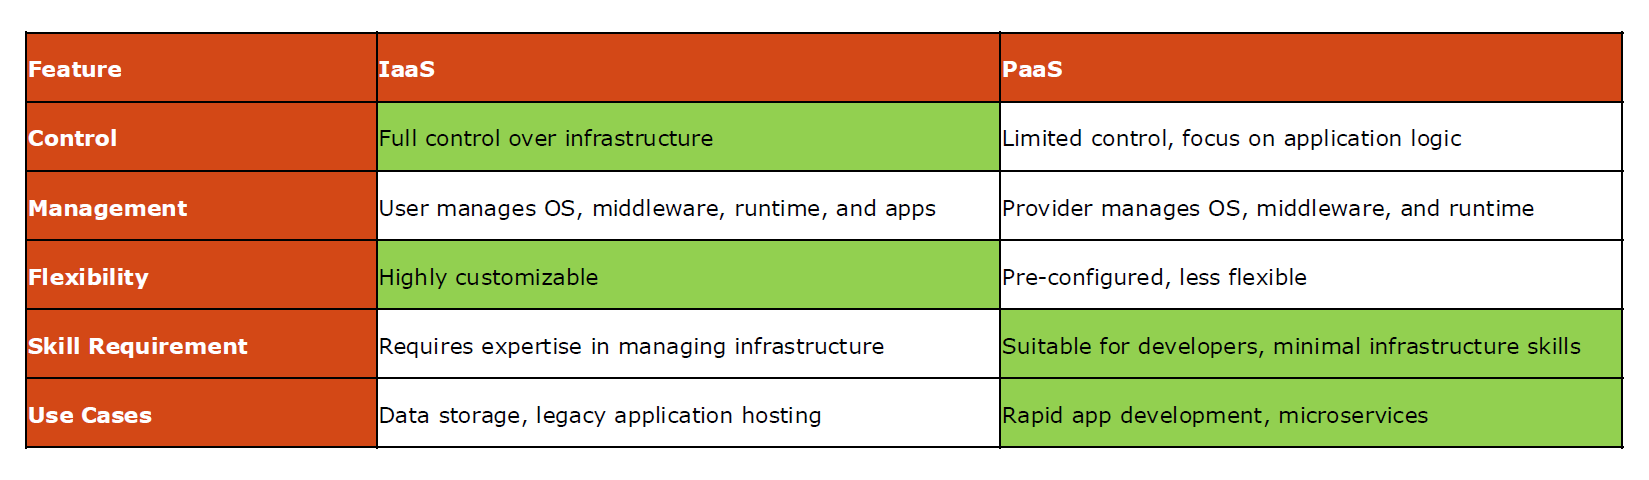 Feature IaaS PaaS
Control Full control over infrastructure Limited control, focus on application logic
Management User manages OS, middleware, runtime, and apps Provider manages OS, middleware, and runtime
Flexibility Highly customizable Pre-configured, less flexible
Skill Requirement Requires expertise in managing infrastructure Suitable for developers, minimal infrastructure skills
Use Cases Data storage, legacy application hosting Rapid app development, microservices